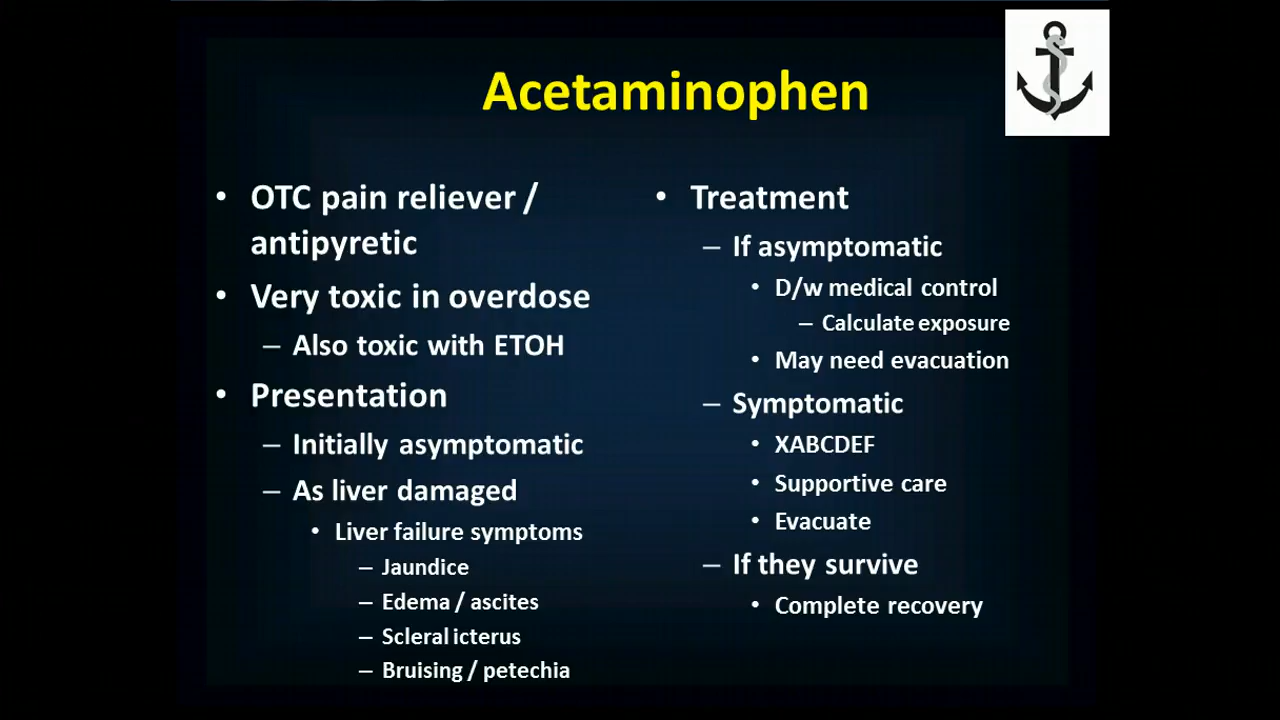 Acetaminophen
• OTC pain reliever /
antipyretic
• Very toxic in overdose
– Also toxic with ETOH
• Presentation
– Initially asymptomatic
– As liver damaged
• Liver failure symptoms
– Jaundice
– Edema / ascites
– Scleral icterus
– Bruising / petechia
• Treatment
– If asymptomatic
• D/w medical control
– Calculate exposure
• May need evacuation
– Symptomatic
• XABCDEF
• Supportive care
• Evacuate
– If they survive
• Complete recovery